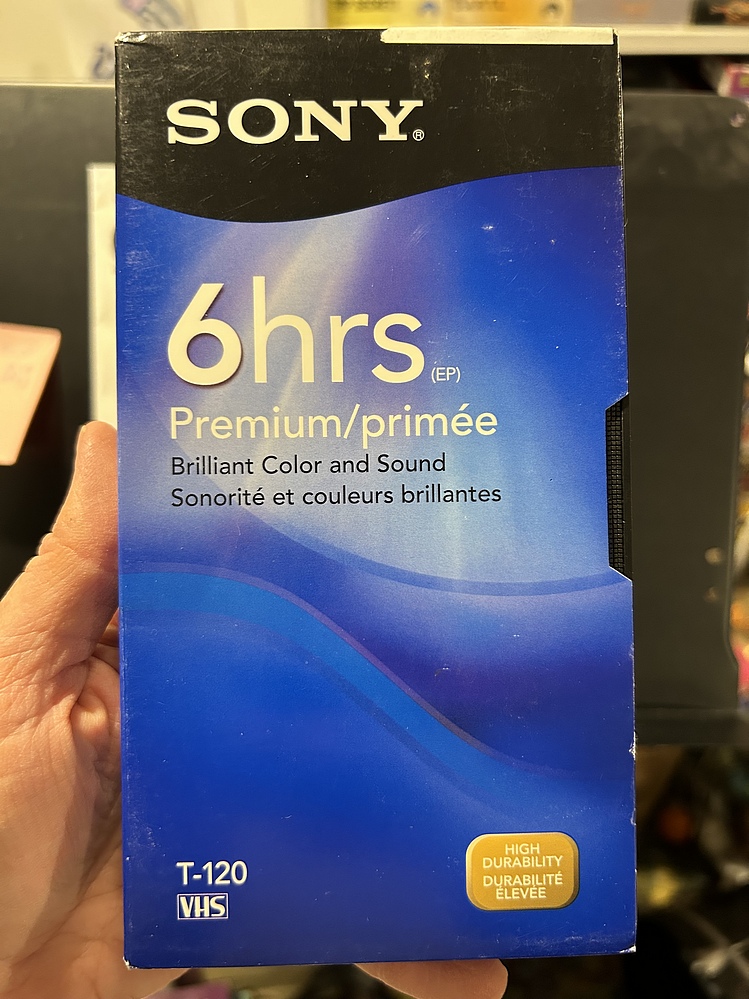 SONY®
6hrs (EP)
Premium/primée
Brilliant Color and Sound
Sonorité et couleurs brillantes
T-120
VHS
HIGH
DURABILITY
DURABILITÉ
ÉLEVÉE